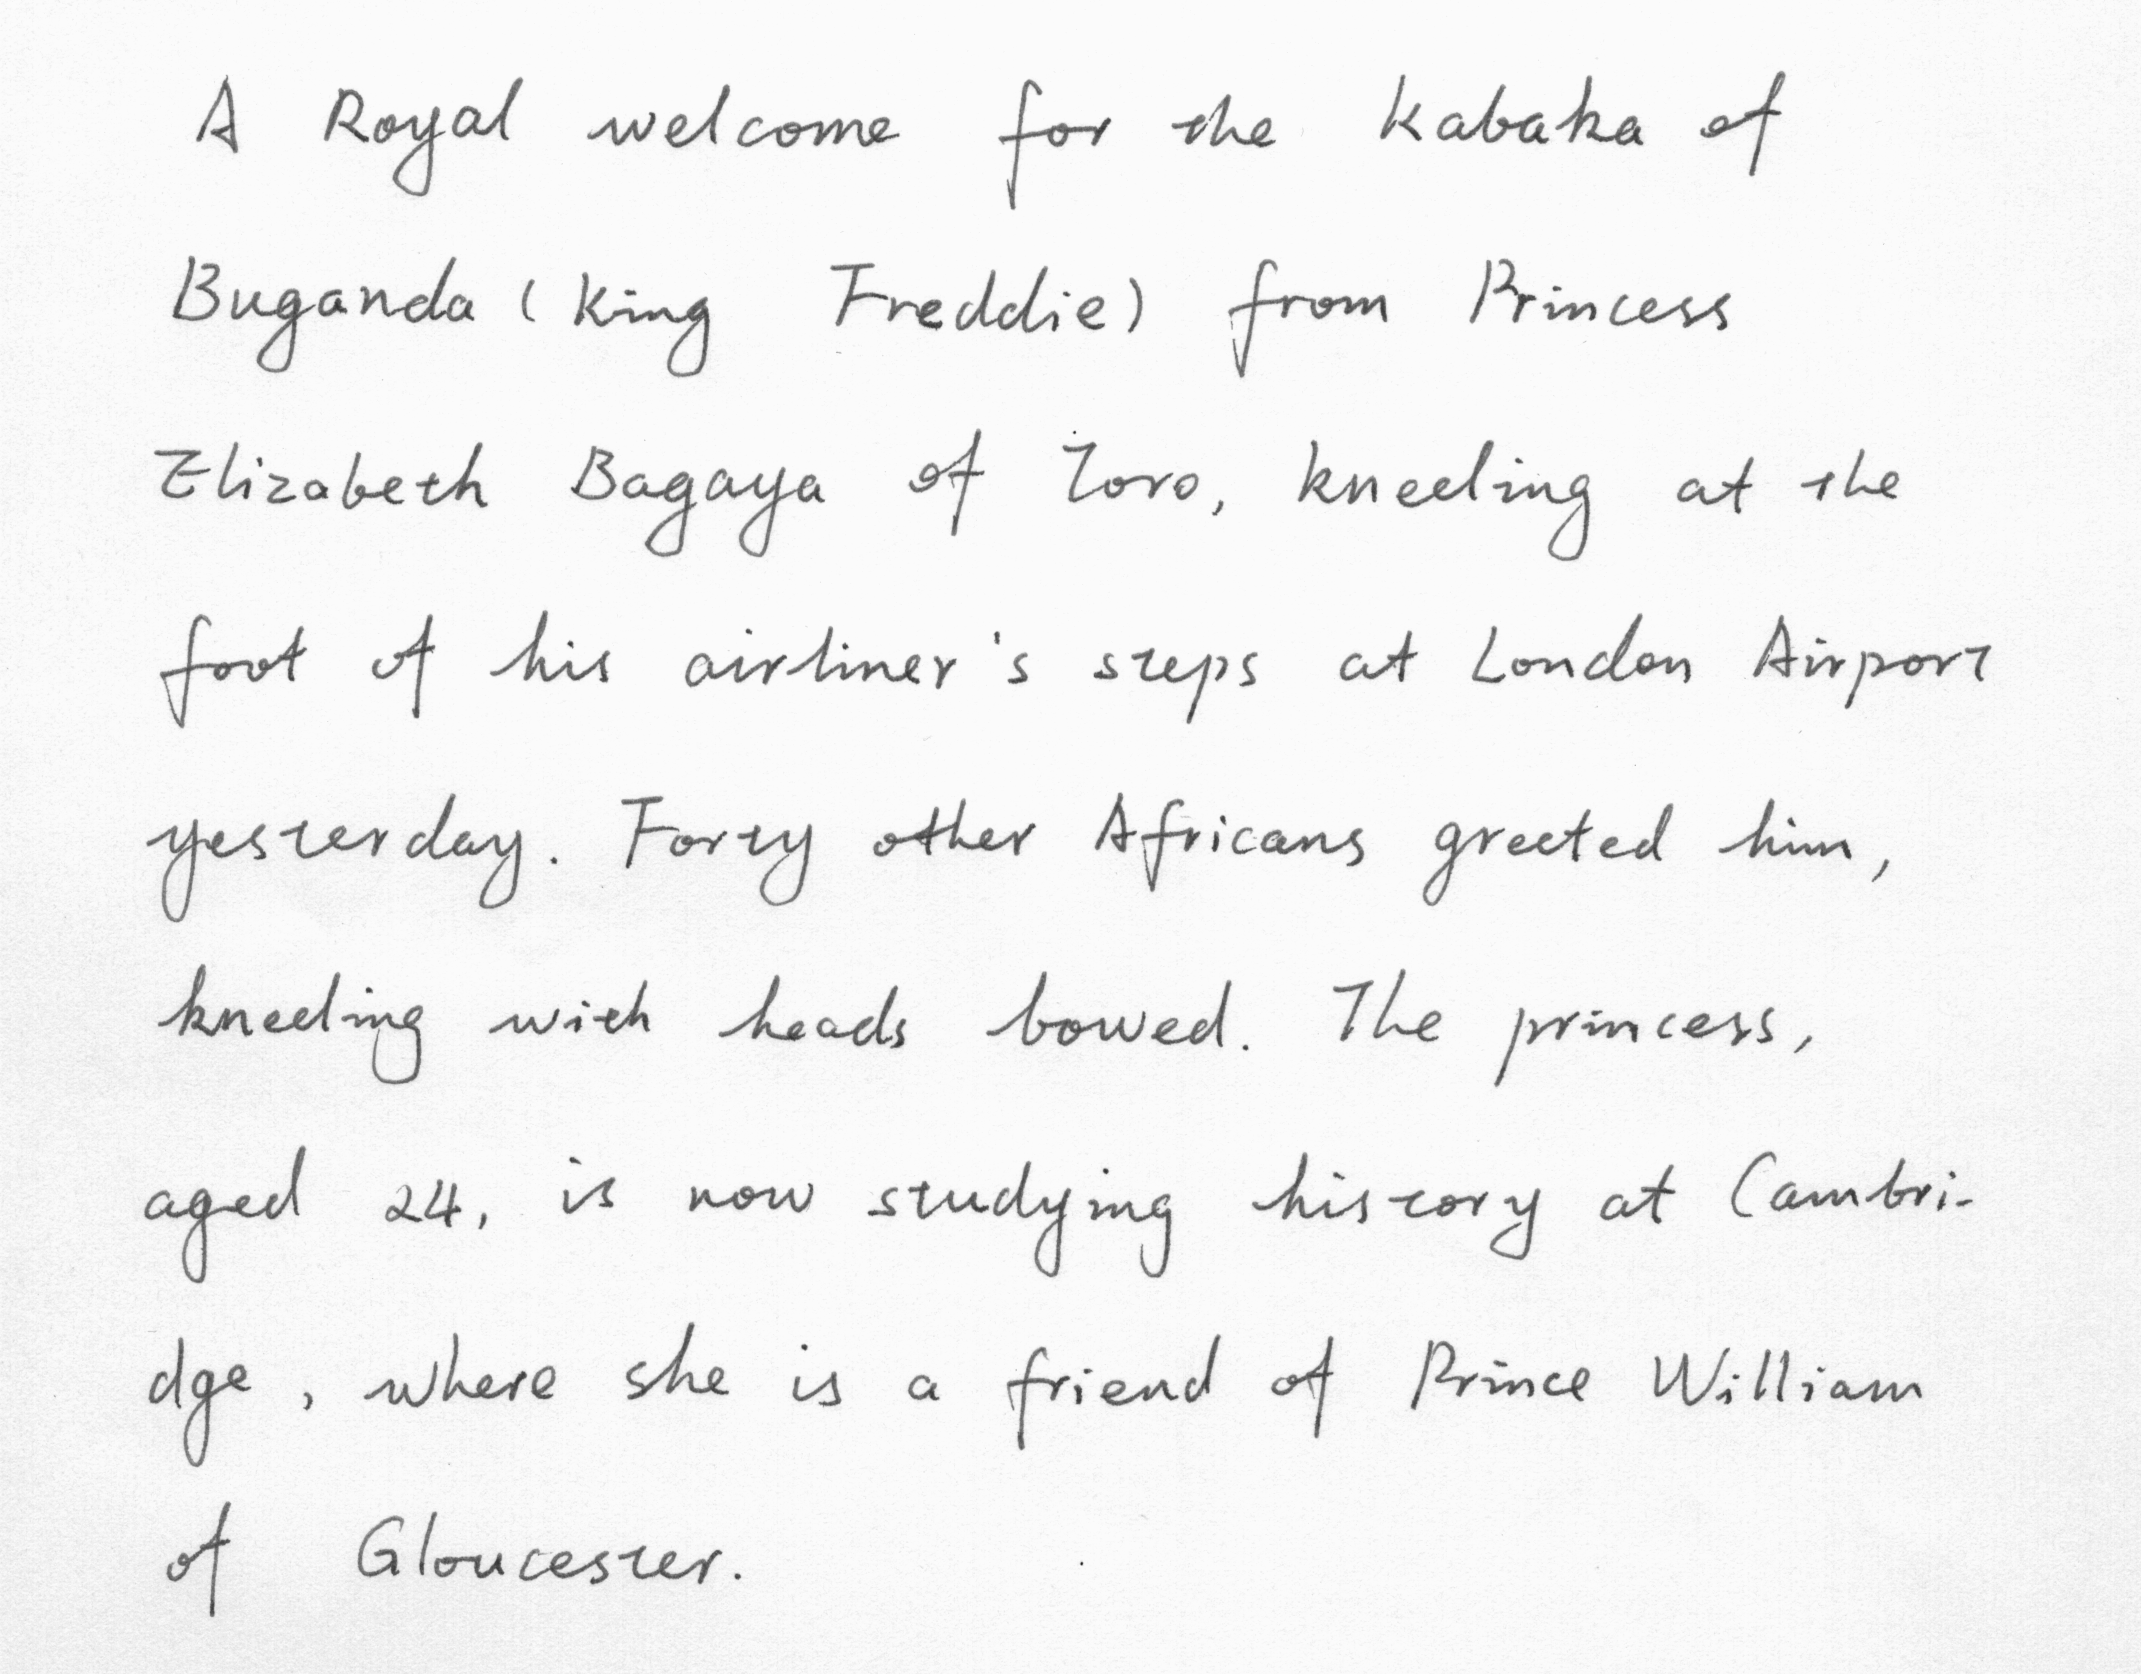 A Royal welcome for the Kabaka of
Buganda (King Freddie) from Princess
Elizabeth Bagaya of Toro, kneeling at the
foot of his airliner's steps at London Airport
yesterday. Forty other Africans greeted him,
kneeling with heads bowed. The princess,
aged 24, is now studying history at Cambri-
dge, where she is a friend of Prince William
of Gloucester.